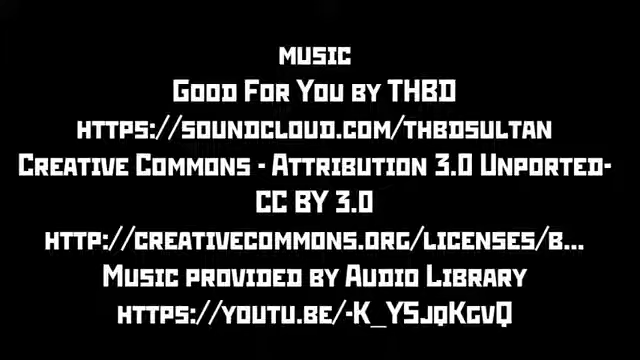 MUSIC
Good For You by THBD
https://soundcloud.com/thbdsultan
Creative Commons - Attribution 3.0 Unported-
CC BY 3.0
http://creativecommons.org/licenses/b...
Music provided by Audio Library
https://youtu.be/-K_YSjqKgvQ